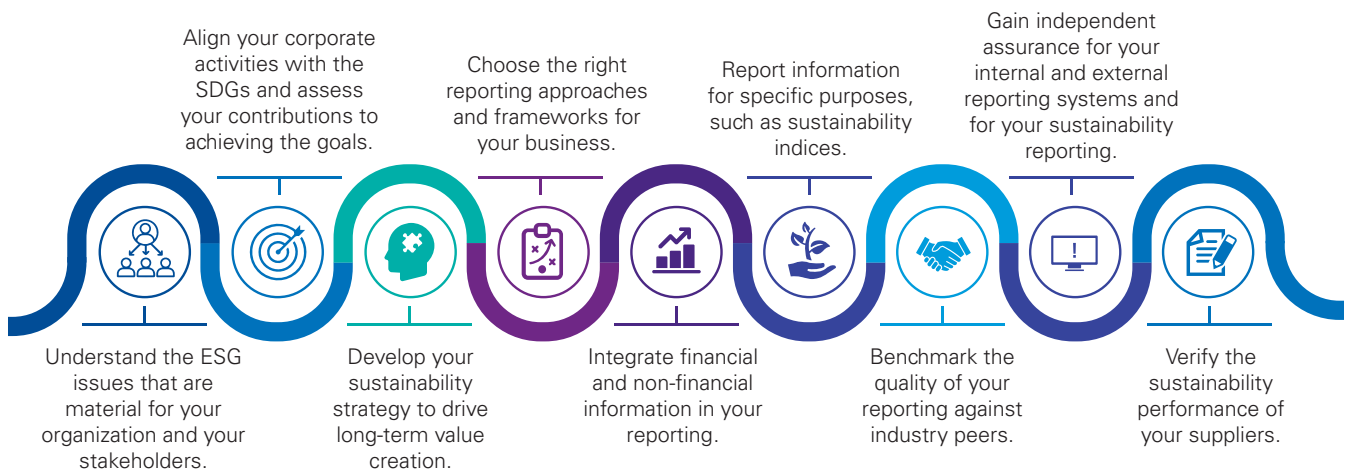 Understand the ESG
issues that are
material for your
organization and your
stakeholders.
Align your corporate
activities with the
SDGs and assess
your contributions to
achieving the goals.
Develop your
sustainability
strategy to drive
long-term value
creation.
Choose the right
reporting approaches
and frameworks for
your business.
Integrate financial
and non-financial
information in your
reporting.
Report information
for specific purposes,
such as sustainability
indices.
Benchmark the
quality of your
reporting against
industry peers.
Gain independent
assurance for your
internal and external
reporting systems and
for your sustainability
reporting.
Verify the
sustainability
performance of
your suppliers.